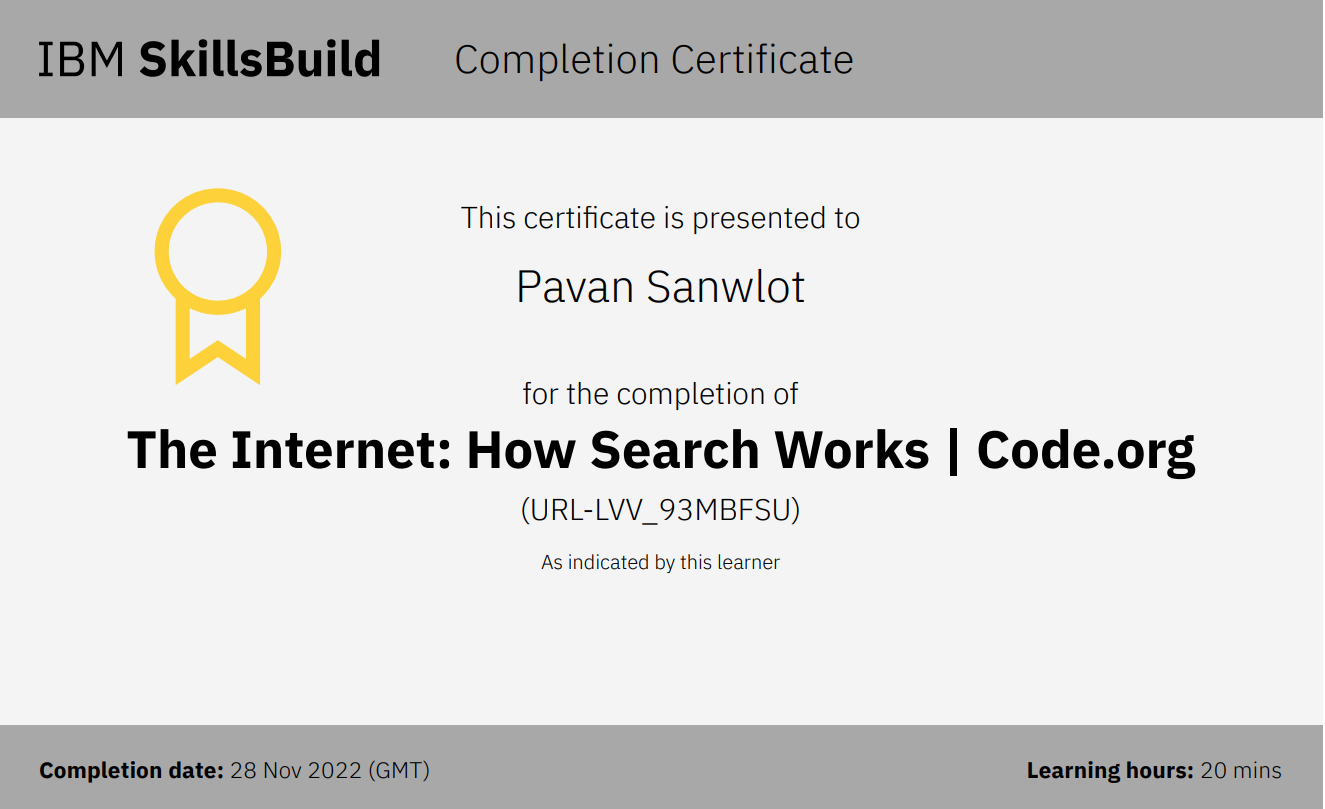 IBM SkillsBuild Completion Certificate
This certificate is presented to
Pavan Sanwlot
for the completion of
The Internet: How Search Works | Code.org
(URL-LVV_93MBFSU)
As indicated by this learner
Completion date: 28 Nov 2022 (GMT) Learning hours: 20 mins